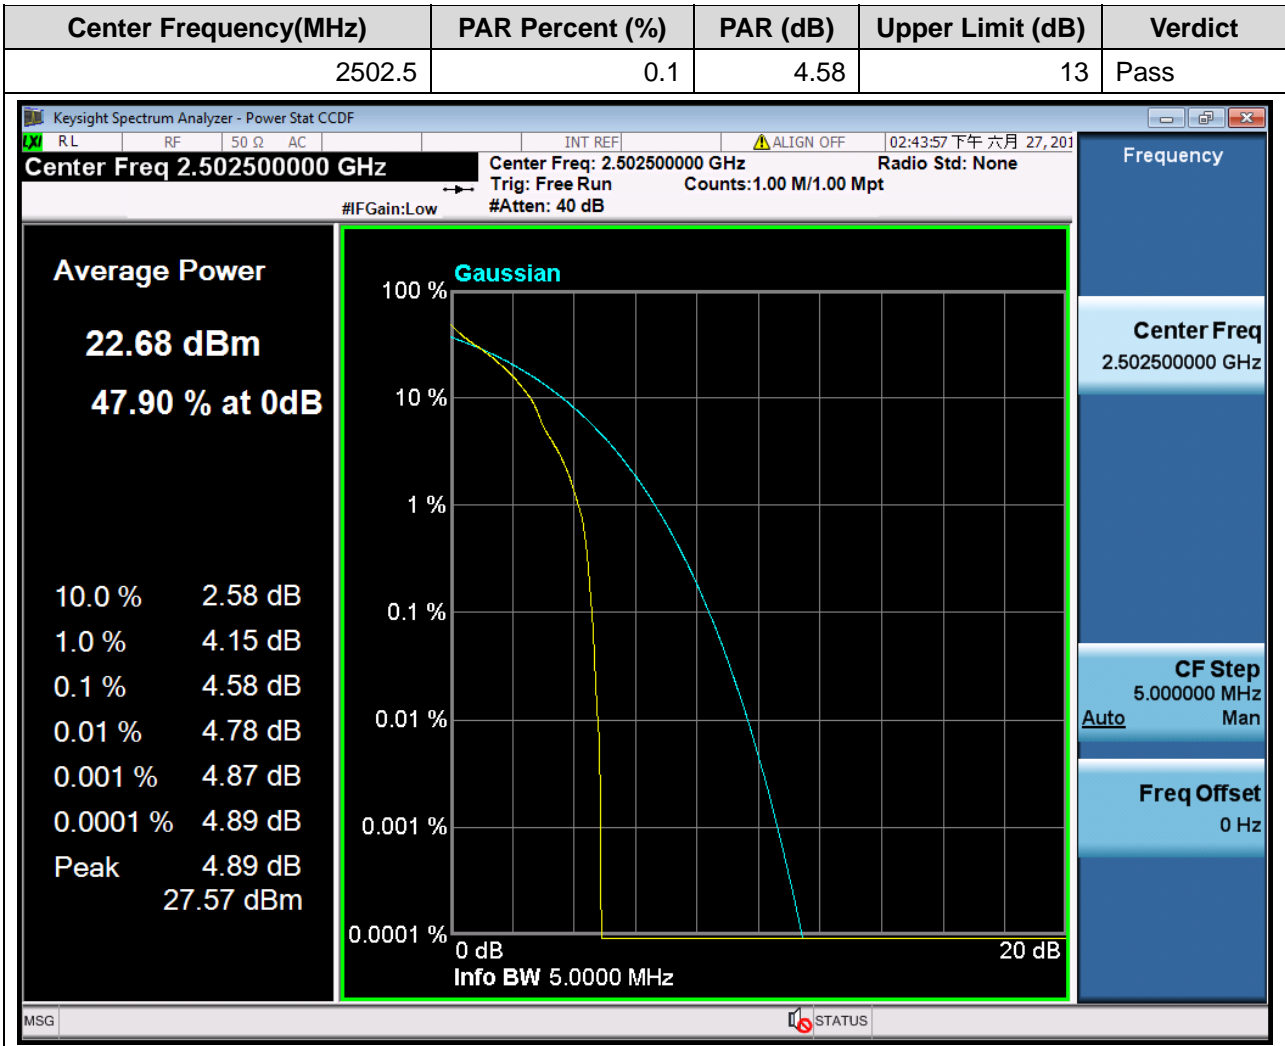 Center Frequency(MHz) PAR Percent (%) PAR (dB) Upper Limit (dB) Verdict
2502.5 0.1 4.58 13 Pass
Keysight Spectrum Analyzer - Power Stat CCDF
LXI RL RF 50 Ω AC INT REF ALIGN OFF 02:43:57 下午 六月 27, 201
Center Freq 2.502500000 GHz
Center Freq: 2.502500000 GHz Radio Std: None
Trig: Free Run Counts:1.00 M/1.00 Mpt
#IFGain:Low #Atten: 40 dB
Average Power
22.68 dBm
47.90 % at 0dB
10.0 % 2.58 dB
1.0 % 4.15 dB
0.1 % 4.58 dB
0.01 % 4.78 dB
0.001 % 4.87 dB
0.0001 % 4.89 dB
Peak 4.89 dB
27.57 dBm
Gaussian
100 %
10 %
1 %
0.1 %
0.01 %
0.001 %
0.0001 %
0 dB 20 dB
Info BW 5.0000 MHz
Frequency
Center Freq
2.502500000 GHz
CF Step
5.000000 MHz
Auto Man
Freq Offset
0 Hz
MSG STATUS